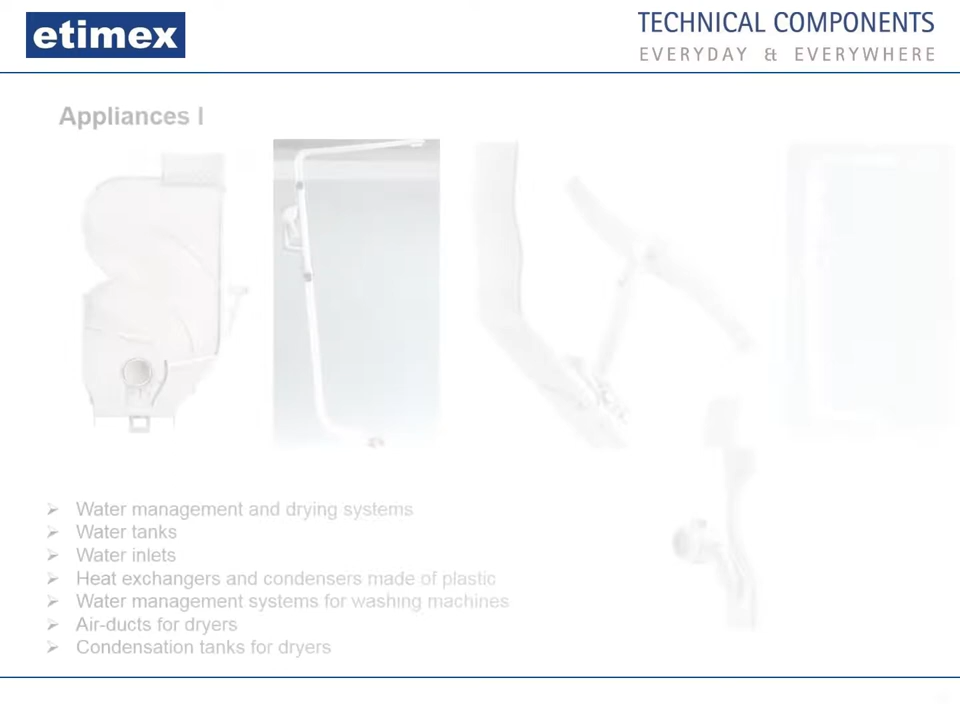 etimex
TECHNICAL COMPONENTS
EVERYDAY & EVERYWHERE
Appliances I
➢ Water management and drying systems
➢ Water tanks
➢ Water inlets
➢ Heat exchangers and condensers made of plastic
➢ Water management systems for washing machines
➢ Air-ducts for dryers
➢ Condensation tanks for dryers